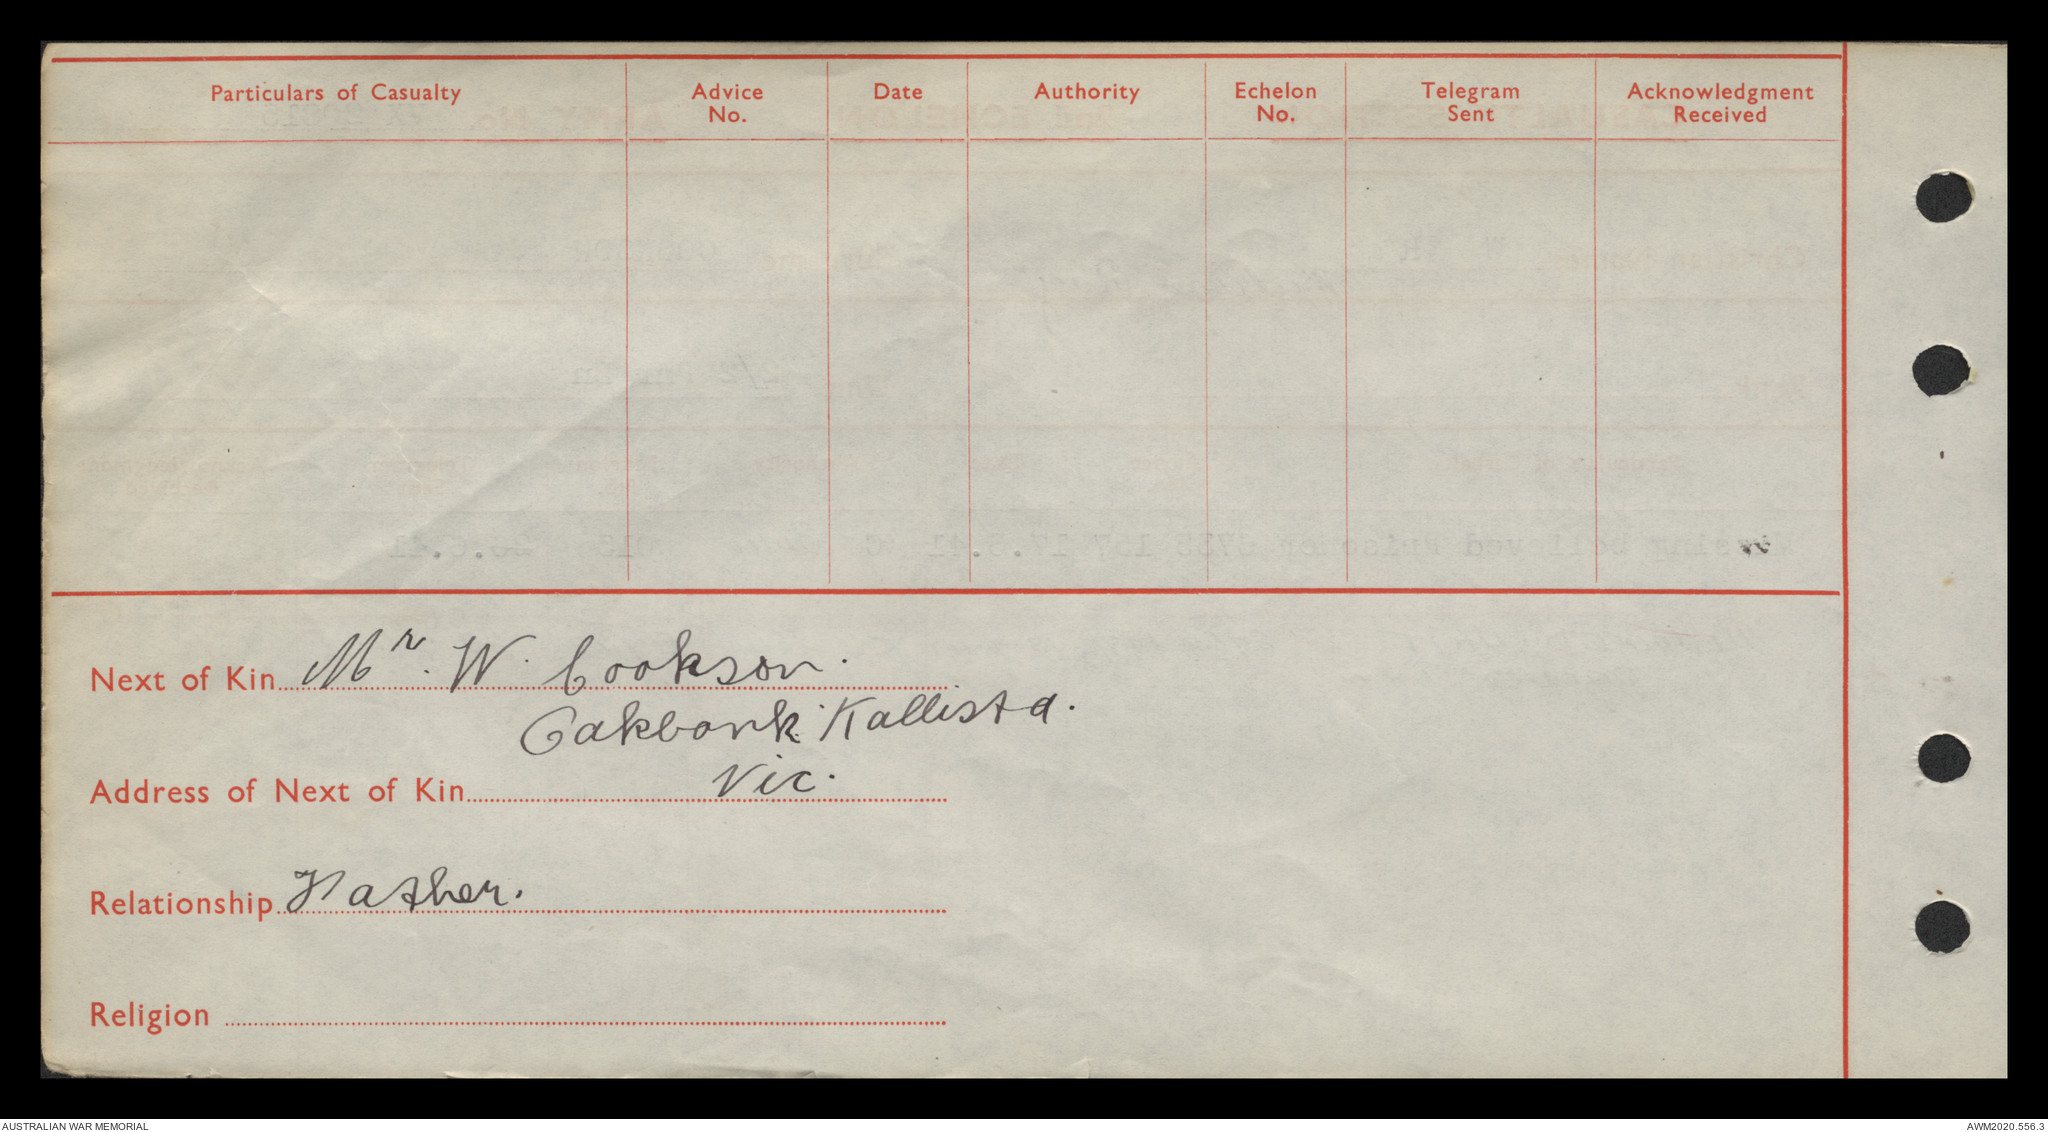 Particulars of Casualty Advice No. Date Authority Echelon No. Telegram Sent Acknowledgment Received
Next of Kin Mr. W. Cookson.
Oakbank Kallista.
Address of Next of Kin Vic.
Relationship Father.
Religion
AUSTRALIAN WAR MEMORIAL AWM2020.556.3